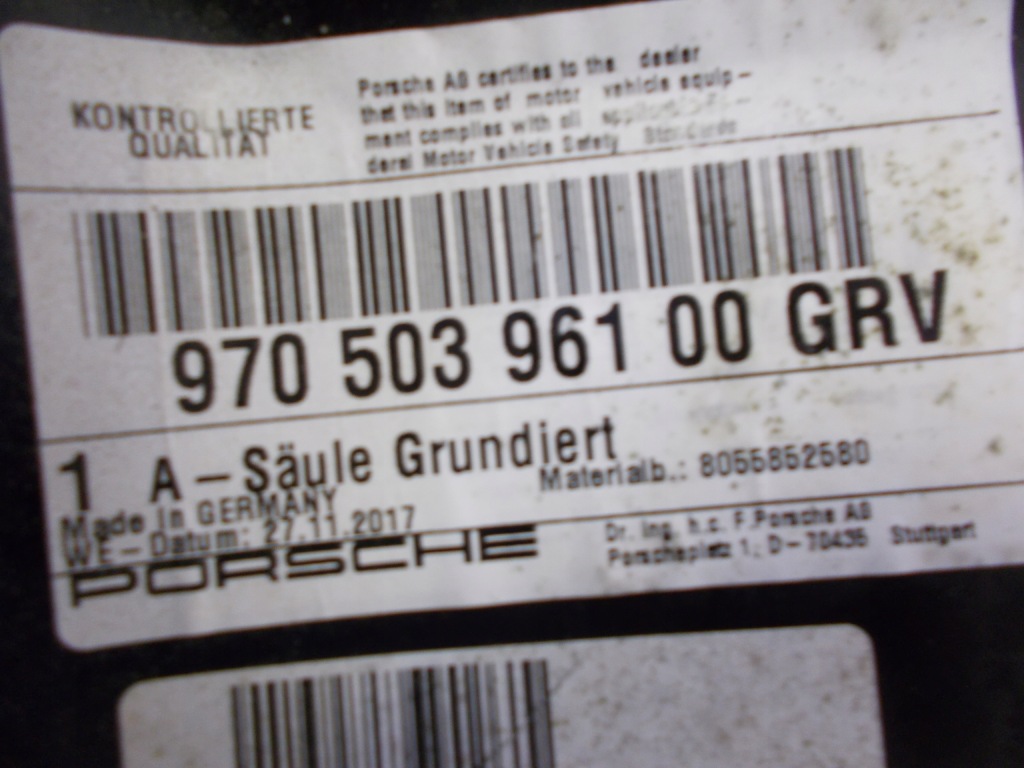 KONTROLLIERTE
QUALITÄT
Porsche AG certifies to the dealer
that this item of motor vehicle equip-
ment complies with all applicable
deral Motor Vehicle Safety Standards
970 503 961 00 GRV
1 A-Säule Grundiert
Materialb.: 8055852580
Made in GERMANY
WE-Datum: 27.11.2017
PORSCHE
Dr. Ing. h.c. F.Porsche AG
Porscheplatz 1, D-70435 Stuttgart